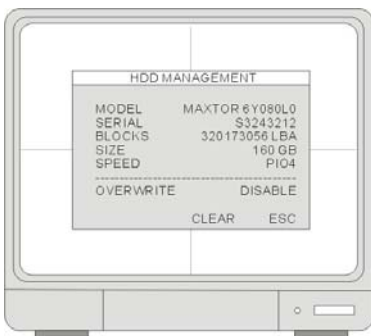 HDD MANAGEMENT
MODEL MAXTOR 6Y080L0
SERIAL S3243212
BLOCKS 320173056 LBA
SIZE 160 GB
SPEED PIO4
OVERWRITE DISABLE
CLEAR ESC